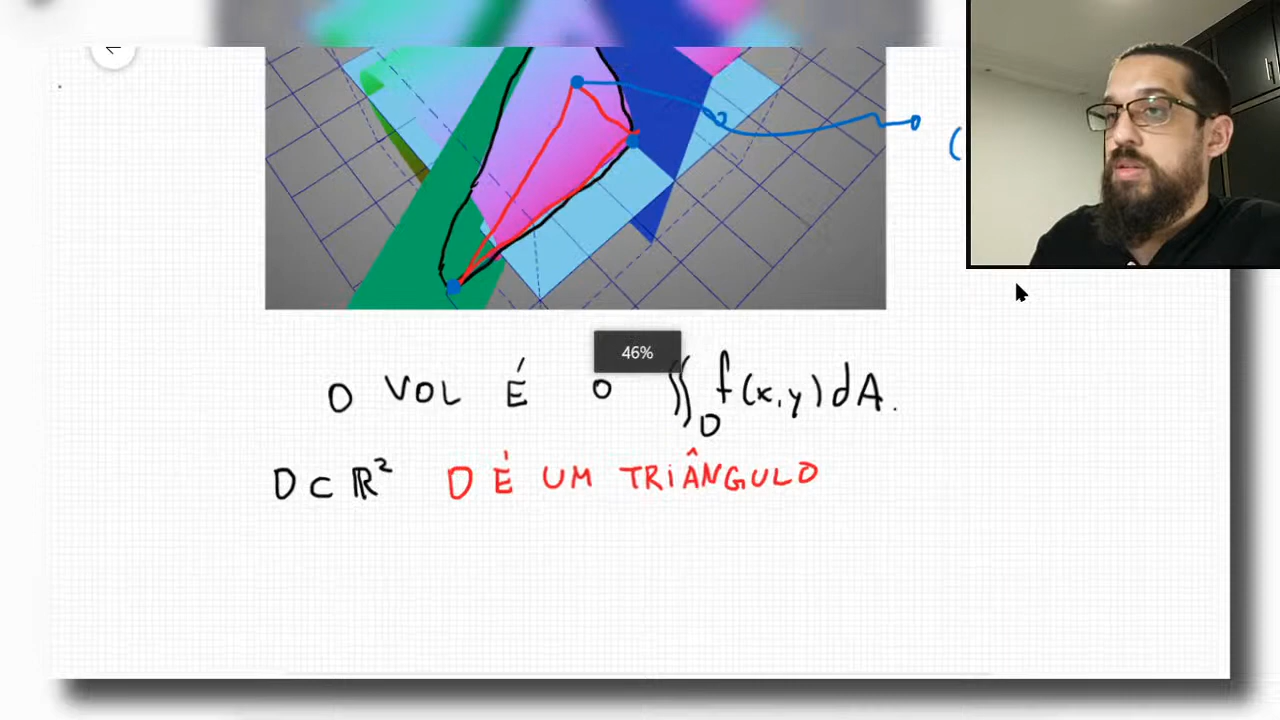 (
46%
O VOL É O ∬_D f(x,y)dA.
D⊂ℝ² D É UM TRIÂNGULO